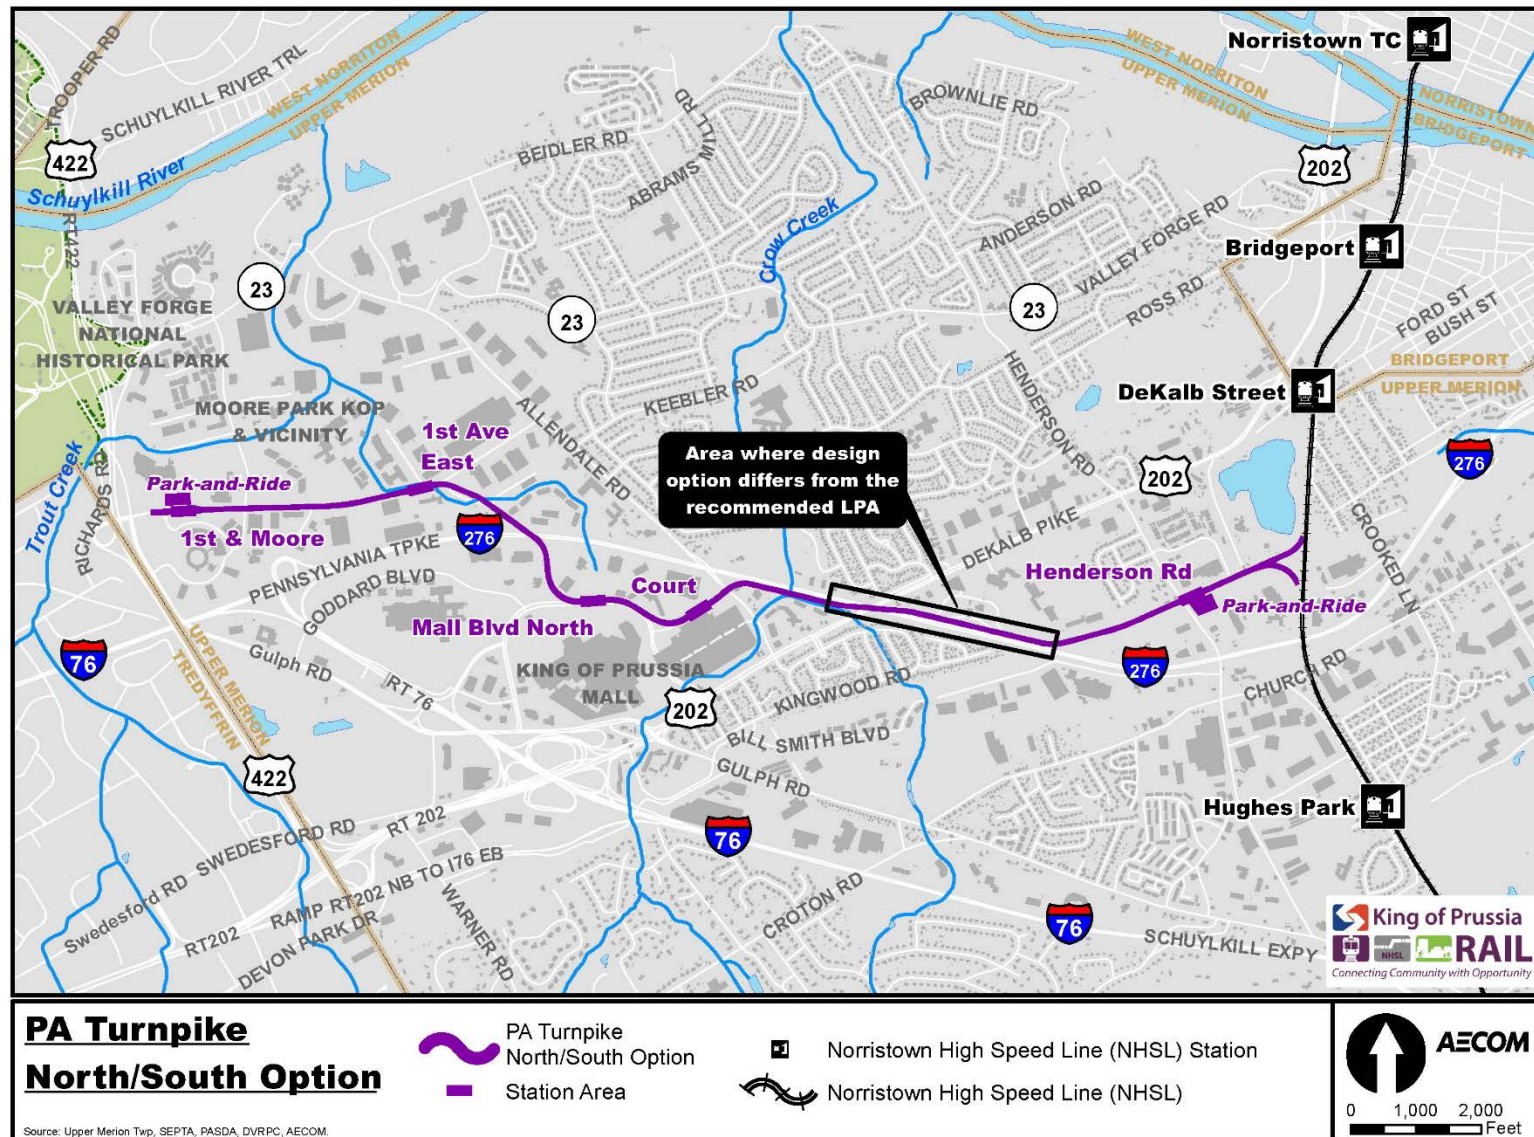 Norristown TC
TROOPER RD
SCHUYLKILL RIVER TRL
WEST NORRITON
UPPER MERION
WEST NORRITON
UPPER MERION
NORRISTOWN
BRIDGEPORT
BROWNLIE RD
BEIDLER RD
ABRAMS MILL RD
422
202
Schuylkill River
RT422
Crow Creek
ANDERSON RD
VALLEY FORGE RD
Bridgeport
23
23
23
ROSS RD
FORD ST
BUSH ST
VALLEY FORGE
NATIONAL
HISTORICAL PARK
BRIDGEPORT
UPPER MERION
HENDERSON RD
DeKalb Street
KEEBLER RD
MOORE PARK KOP
& VICINITY
ALLENDALE RD
1st Ave
East
Area where design
option differs from the
recommended LPA
202
276
Trout Creek
RICHARDS RD
Park-and-Ride
1st & Moore
276
DEKALB PIKE
CROOKED LN
PENNSYLVANIA TPKE
GODDARD BLVD
Court
Henderson Rd
Park-and-Ride
Mall Blvd North
76
UPPER MERION
TREDYFFRIN
Gulph RD
RT 76
KING OF PRUSSIA
MALL
276
CHURCH RD
202
KINGWOOD RD
BILL SMITH BLVD
GULPH RD
422
Hughes Park
RT 202
SWEDESFORD RD
Swedesford RD
76
RAMP RT202 NB TO I76 EB
RT202
DEVON PARK DR
WARNER RD
CROTON RD
76
SCHUYLKILL EXPY
King of Prussia
NHSL
RAIL
Connecting Community with Opportunity
PA Turnpike
North/South Option
PA Turnpike
North/South Option
Station Area
Norristown High Speed Line (NHSL) Station
Norristown High Speed Line (NHSL)
AECOM
0 1,000 2,000
Feet
Source: Upper Merion Twp, SEPTA, PASDA, DVRPC, AECOM.